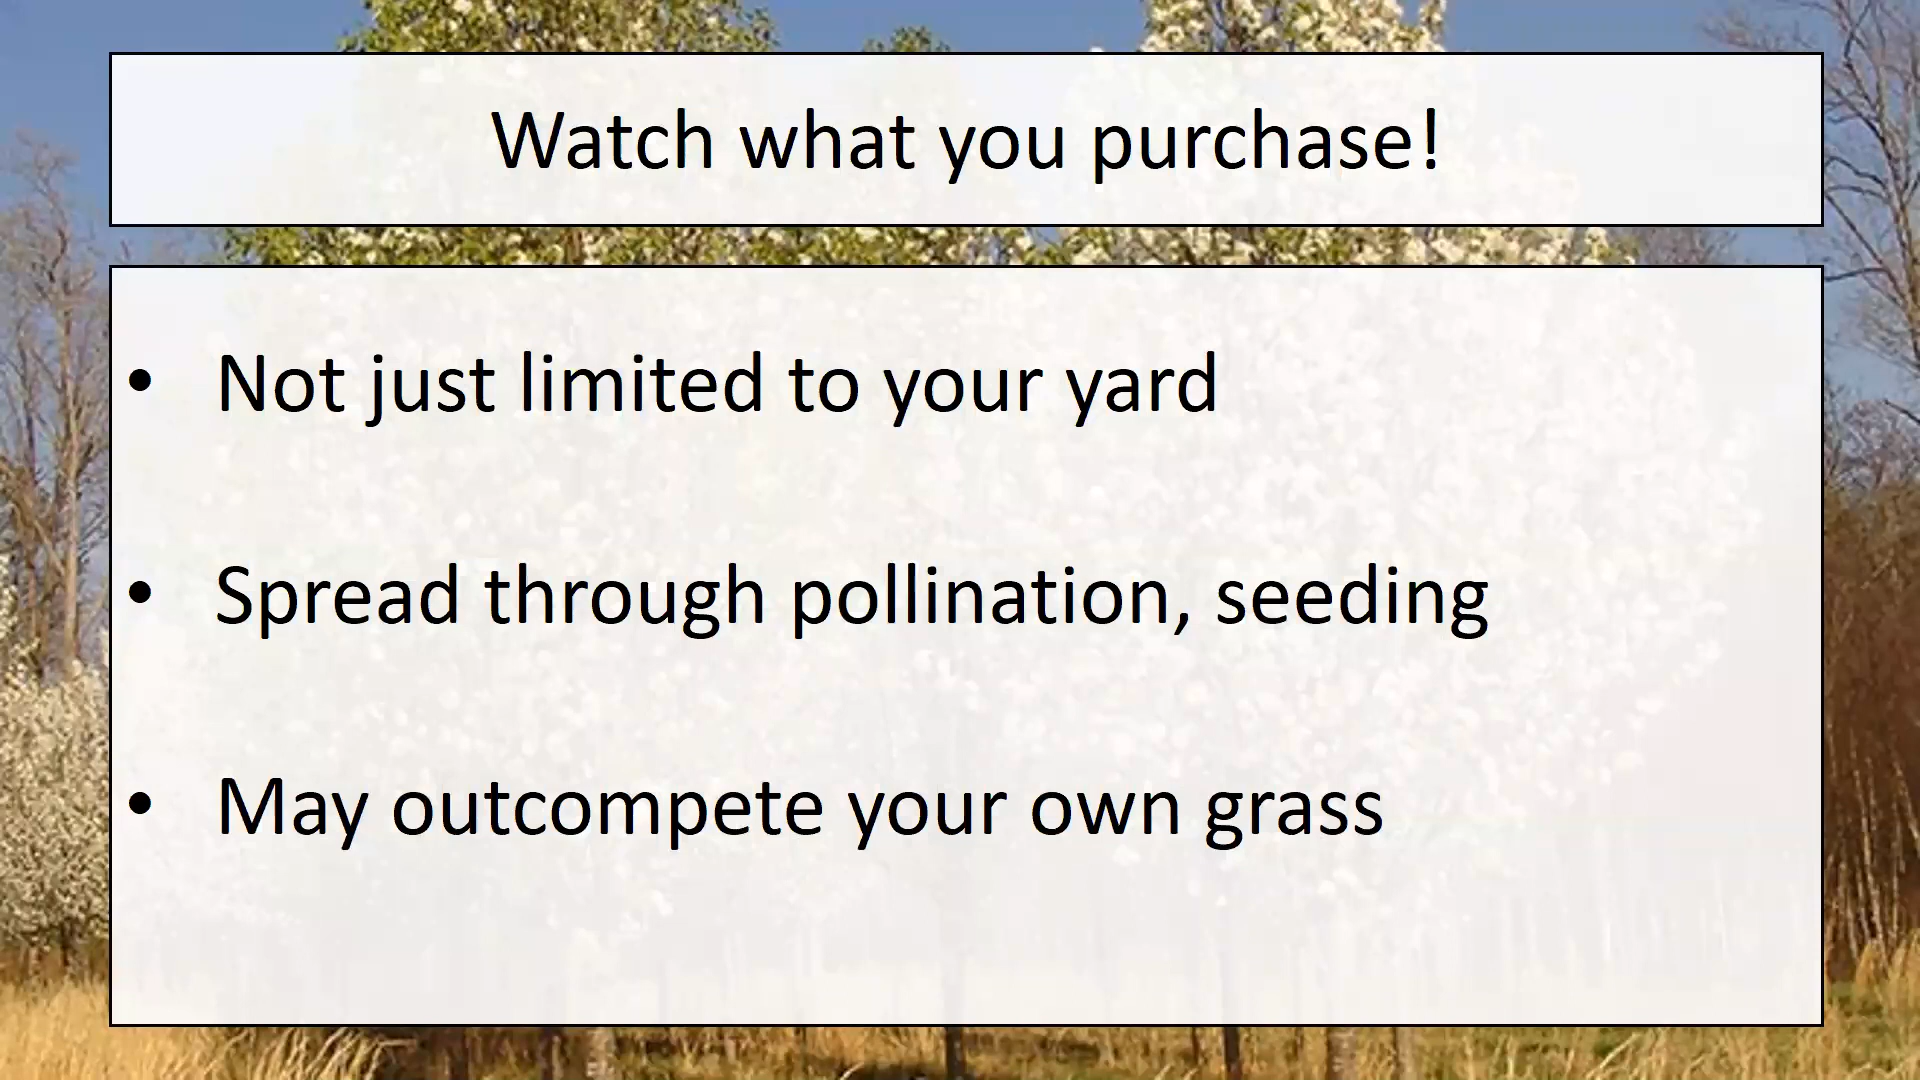 Watch what you purchase!
• Not just limited to your yard
• Spread through pollination, seeding
• May outcompete your own grass